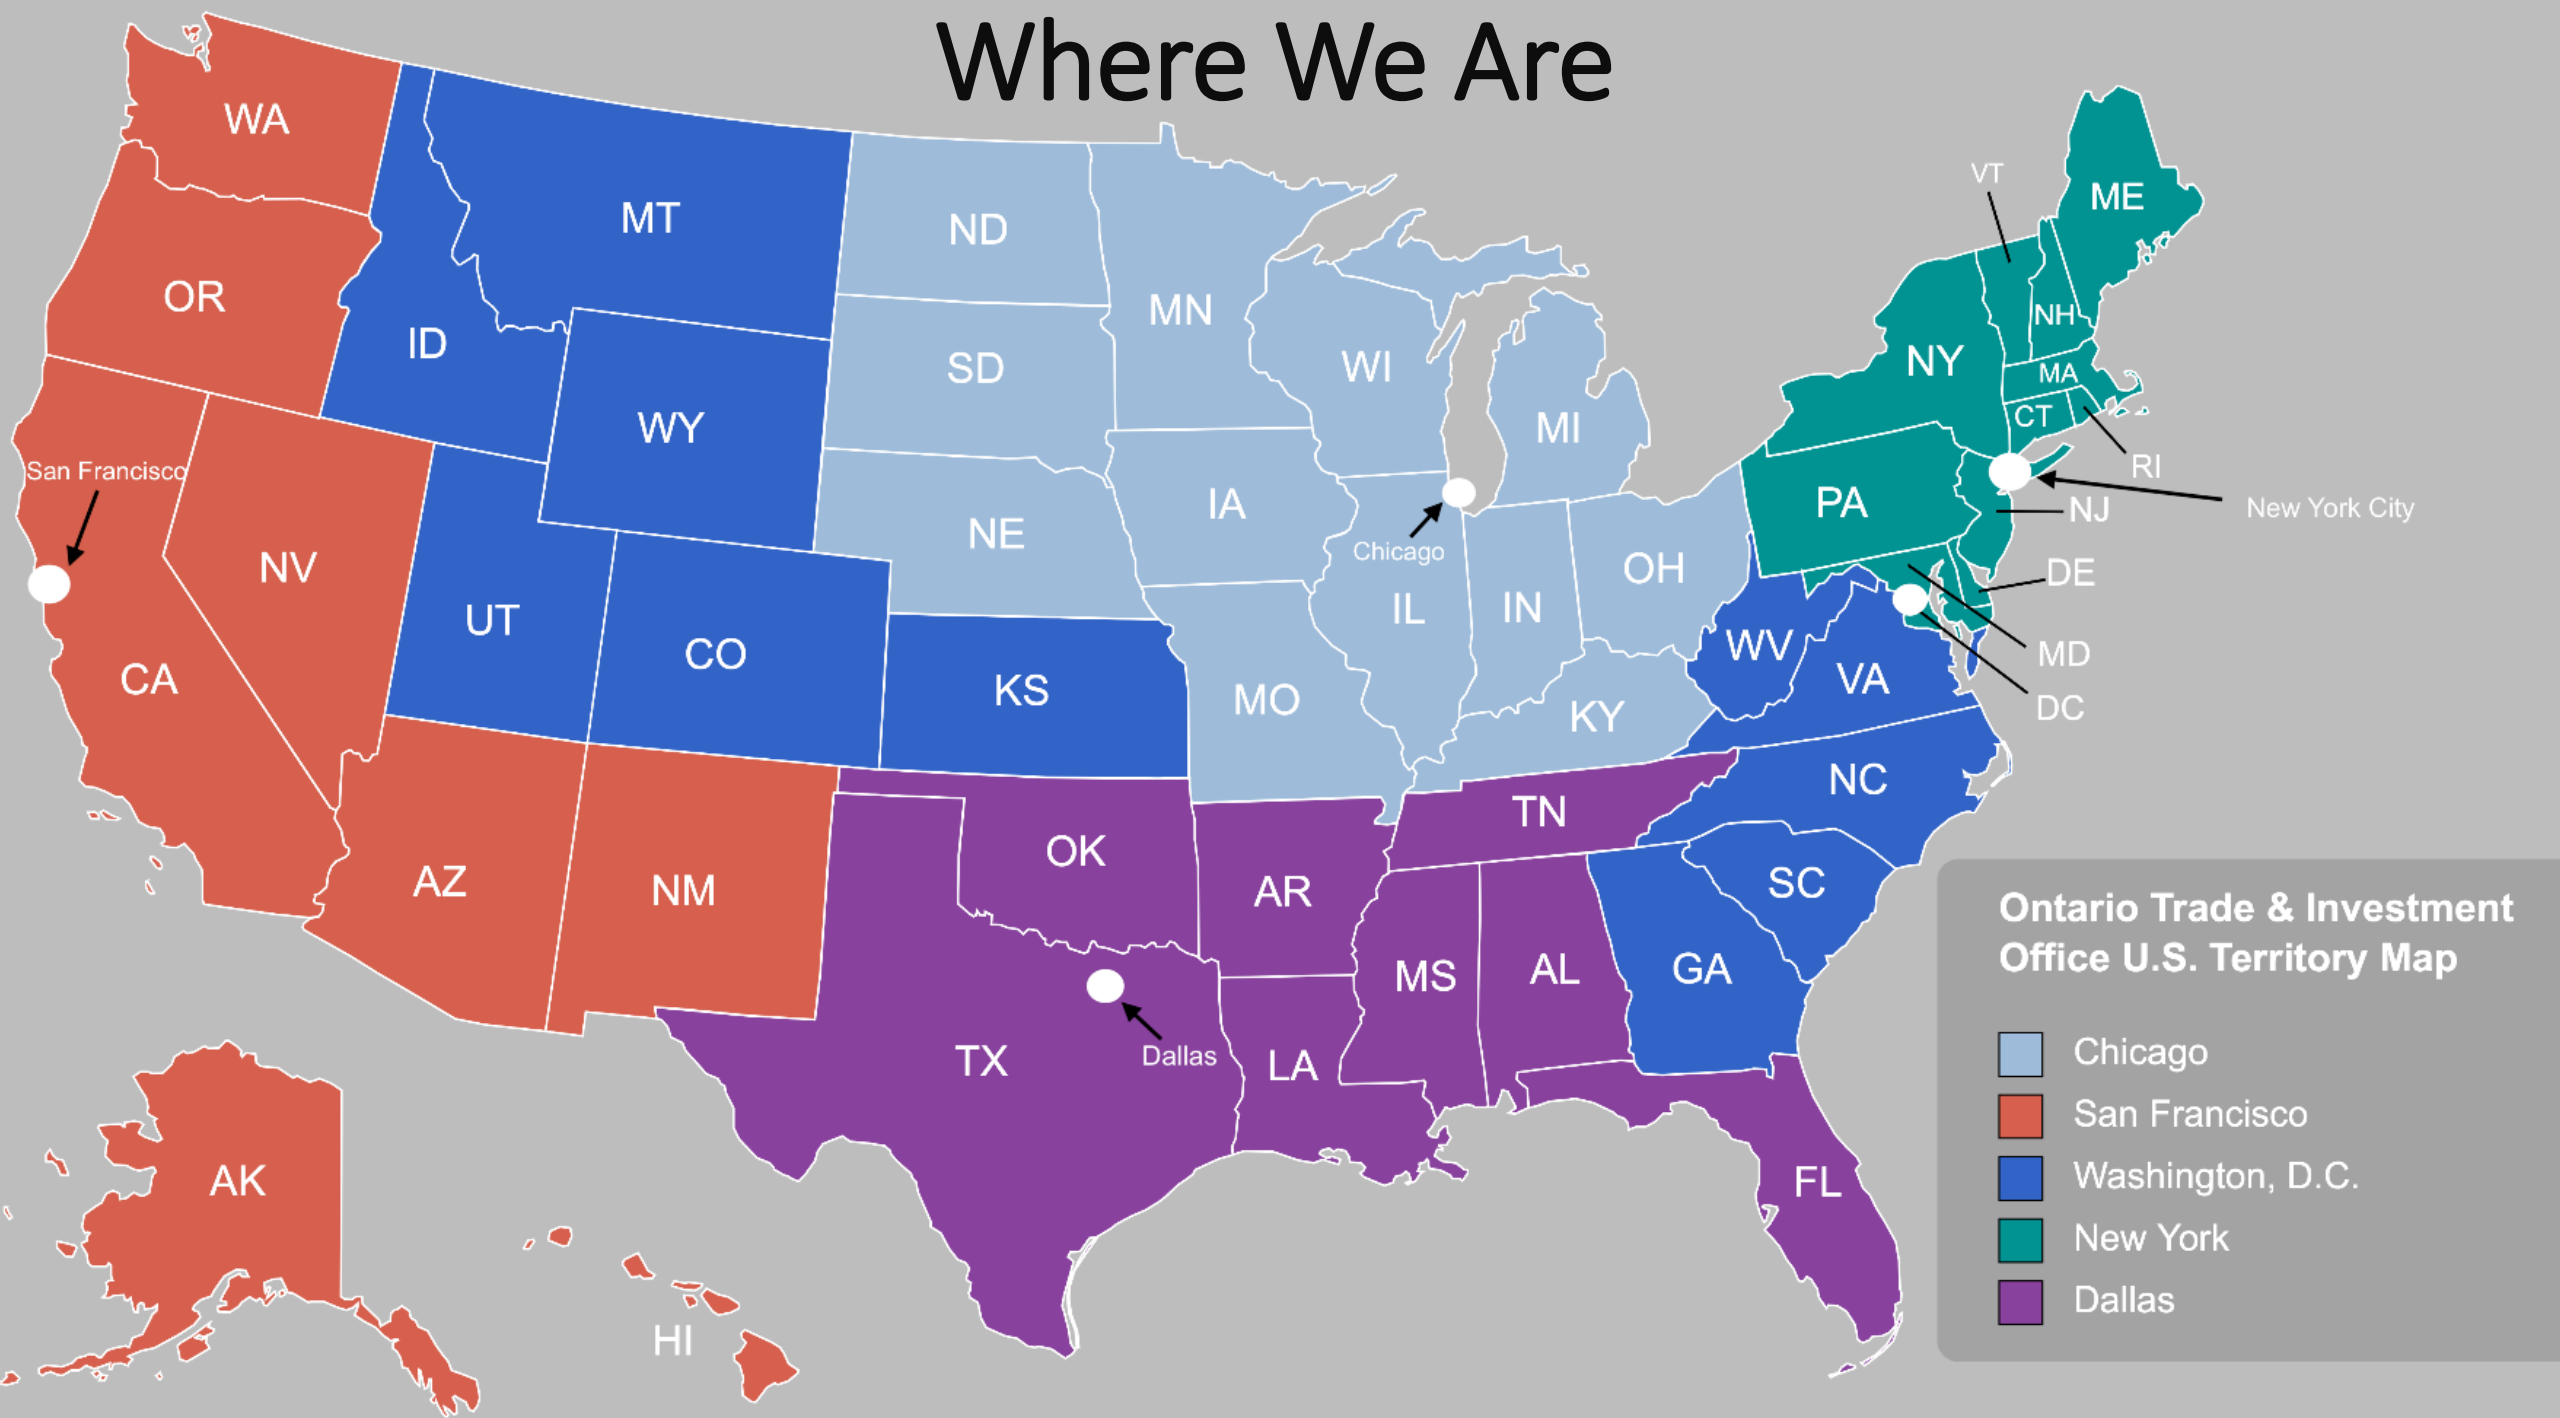 Where We Are
WA
MT
ND
MN
VT
ME
OR
ID
SD
WI
NH
NY
MA
CT
RI
WY
MI
San Francisco
IA
PA
NJ
New York City
NE
Chicago
NV
OH
DE
UT
CO
IL
IN
WV
MD
CA
KS
MO
KY
VA
DC
NC
TN
OK
AZ
NM
AR
SC
MS
AL
GA
Dallas
TX
LA
AK
FL
HI
Ontario Trade & Investment
Office U.S. Territory Map
Chicago
San Francisco
Washington, D.C.
New York
Dallas